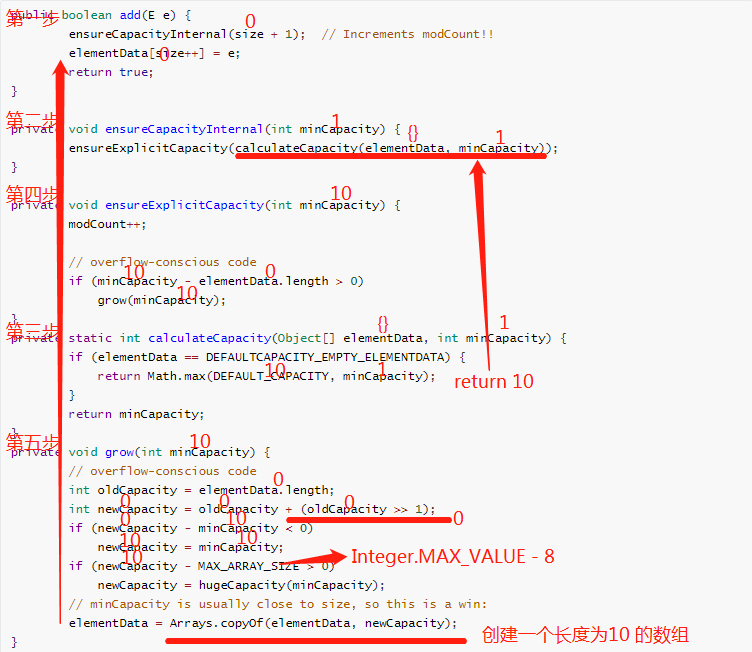 第一步
0
public boolean add(E e) {
ensureCapacityInternal(size + 1);  // Increments modCount!!
0
elementData[size++] = e;
return true;
}
第二步
1
private void ensureCapacityInternal(int minCapacity) {
{}
1
ensureExplicitCapacity(calculateCapacity(elementData, minCapacity));
}
第四步
10
private void ensureExplicitCapacity(int minCapacity) {
modCount++;
// overflow-conscious code
10
0
if (minCapacity - elementData.length > 0)
10
grow(minCapacity);
}
第三步
{}
1
private static int calculateCapacity(Object[] elementData, int minCapacity) {
if (elementData == DEFAULTCAPACITY_EMPTY_ELEMENTDATA) {
10
1
return Math.max(DEFAULT_CAPACITY, minCapacity);
return 10
}
return minCapacity;
}
第五步
10
private void grow(int minCapacity) {
// overflow-conscious code
0
int oldCapacity = elementData.length;
0
0
0
int newCapacity = oldCapacity + (oldCapacity >> 1);
0
0
10
if (newCapacity - minCapacity < 0)
10
10
newCapacity = minCapacity;
10
Integer.MAX_VALUE - 8
if (newCapacity - MAX_ARRAY_SIZE > 0)
newCapacity = hugeCapacity(minCapacity);
// minCapacity is usually close to size, so this is a win:
elementData = Arrays.copyOf(elementData, newCapacity);
创建一个长度为10 的数组
}